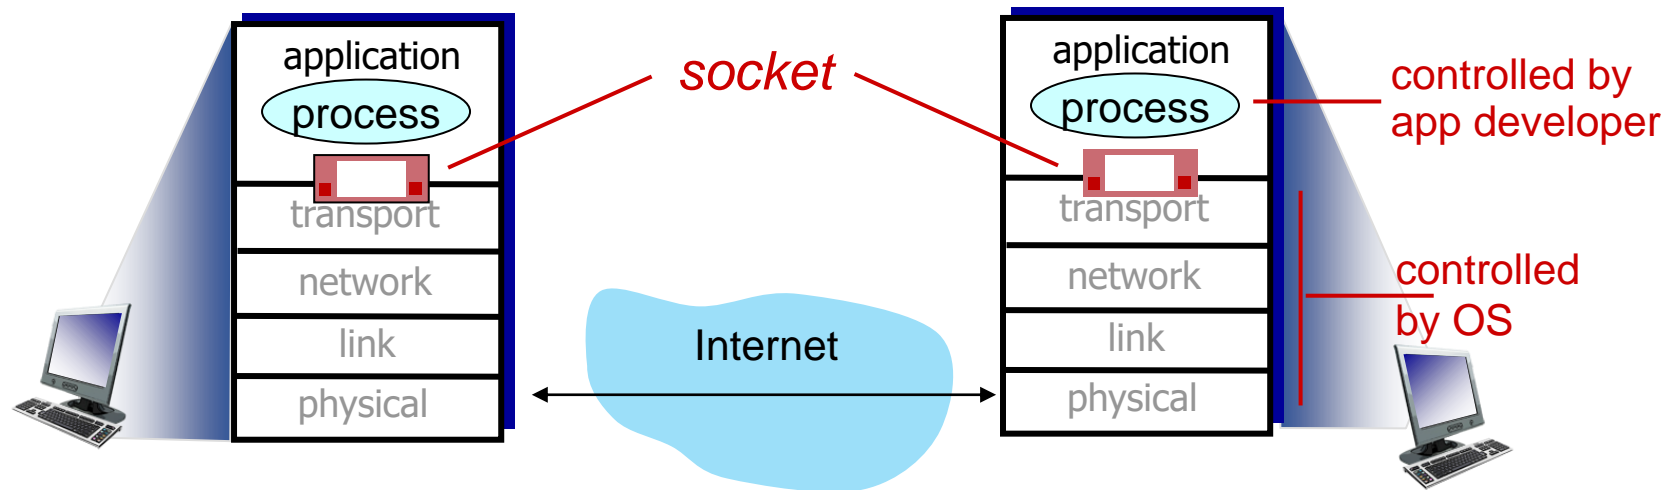 application
process
transport
network
link
physical
socket
Internet
application
process
transport
network
link
physical
controlled by
app developer
controlled
by OS